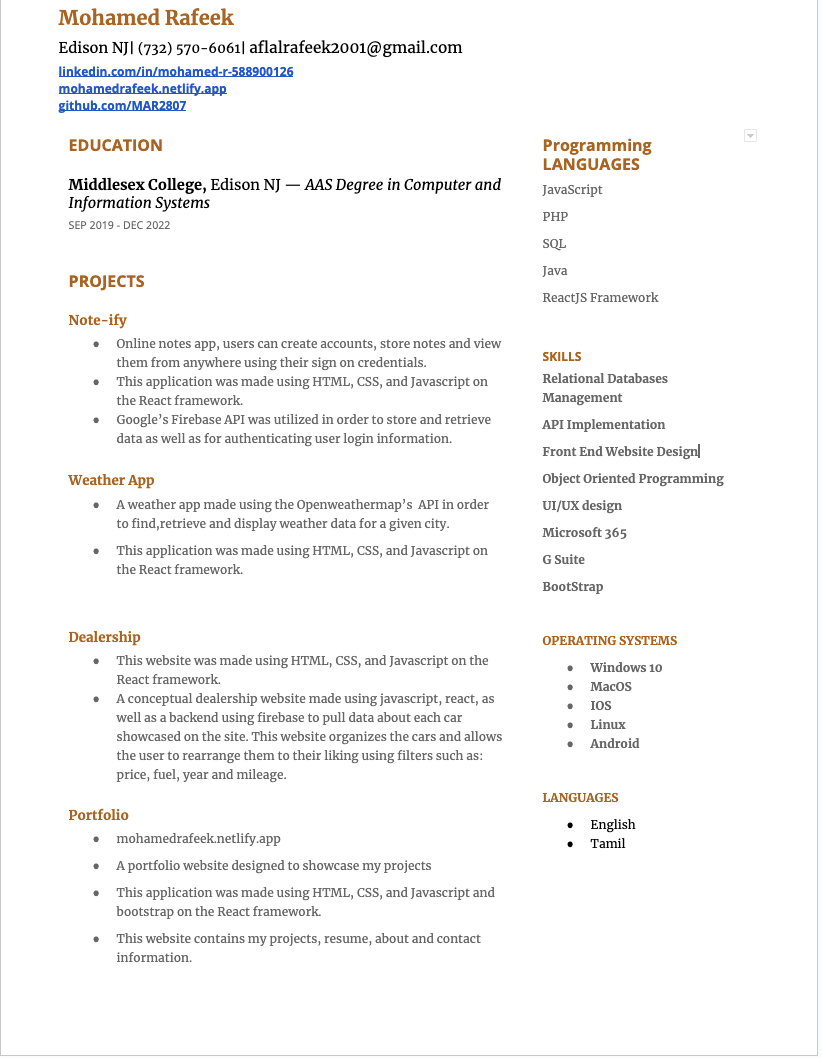 Mohamed Rafeek
Edison NJ| (732) 570-6061| aflalrafeek2001@gmail.com
linkedin.com/in/mohamed-r-588900126
mohamedrafeek.netlify.app
github.com/MAR2807
EDUCATION
Middlesex College, Edison NJ — AAS Degree in Computer and
Information Systems
SEP 2019 - DEC 2022
PROJECTS
Note-ify
● Online notes app, users can create accounts, store notes and view
them from anywhere using their sign on credentials.
● This application was made using HTML, CSS, and Javascript on
the React framework.
● Google’s Firebase API was utilized in order to store and retrieve
data as well as for authenticating user login information.
Weather App
● A weather app made using the Openweathermap’s  API in order
to find,retrieve and display weather data for a given city.
● This application was made using HTML, CSS, and Javascript on
the React framework.
Dealership
● This website was made using HTML, CSS, and Javascript on the
React framework.
● A conceptual dealership website made using javascript, react, as
well as a backend using firebase to pull data about each car
showcased on the site. This website organizes the cars and allows
the user to rearrange them to their liking using filters such as:
price, fuel, year and mileage.
Portfolio
● mohamedrafeek.netlify.app
● A portfolio website designed to showcase my projects
● This application was made using HTML, CSS, and Javascript and
bootstrap on the React framework.
● This website contains my projects, resume, about and contact
information.
Programming
LANGUAGES
JavaScript
PHP
SQL
Java
ReactJS Framework
SKILLS
Relational Databases
Management
API Implementation
Front End Website Design
Object Oriented Programming
UI/UX design
Microsoft 365
G Suite
BootStrap
OPERATING SYSTEMS
● Windows 10
● MacOS
● IOS
● Linux
● Android
LANGUAGES
● English
● Tamil